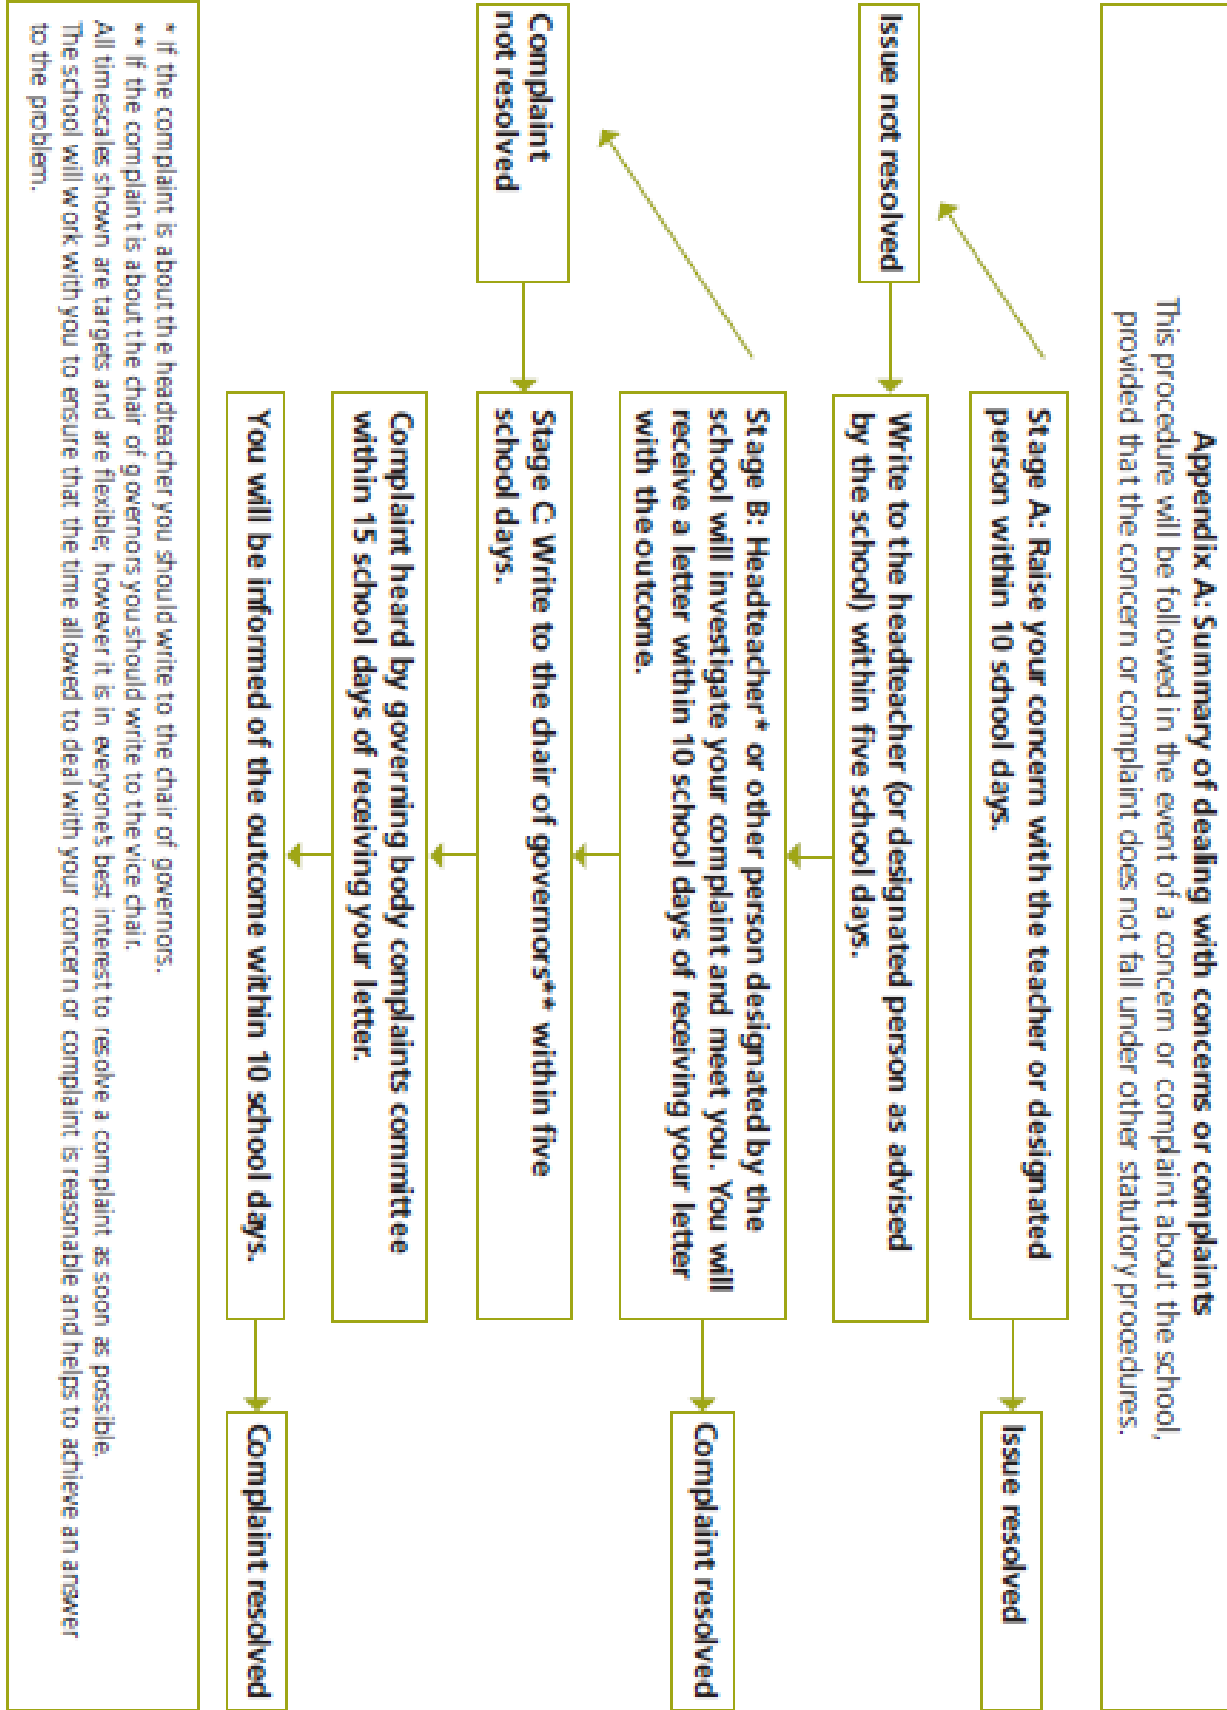 Appendix A: Summary of dealing with concerns or complaints
This procedure will be followed in the event of a concern or complaint about the school,
provided that the concern or complaint does not fall under other statutory procedures.
Stage A: Raise your concern with the teacher or designated
person within 10 school days.
Issue resolved
Issue not resolved
Write to the headteacher (or designated person as advised
by the school) within five school days.
Stage B: Headteacher* or other person designated by the
school will investigate your complaint and meet you. You will
receive a letter within 10 school days of receiving your letter
with the outcome.
Complaint resolved
Complaint
not resolved
Stage C: Write to the chair of governors** within five
school days.
Complaint heard by governing body complaints committee
within 15 school days of receiving your letter.
You will be informed of the outcome within 10 school days.
Complaint resolved
* If the complaint is about the headteacher you should write to the chair of governors.
** If the complaint is about the chair of governors you should write to the vice chair.
All timescales shown are targets and are flexible; however it is in everyone's best interest to resolve a complaint as soon as possible.
The school will work with you to ensure that the time allowed to deal with your concern or complaint is reasonable and helps to achieve an answer
to the problem.